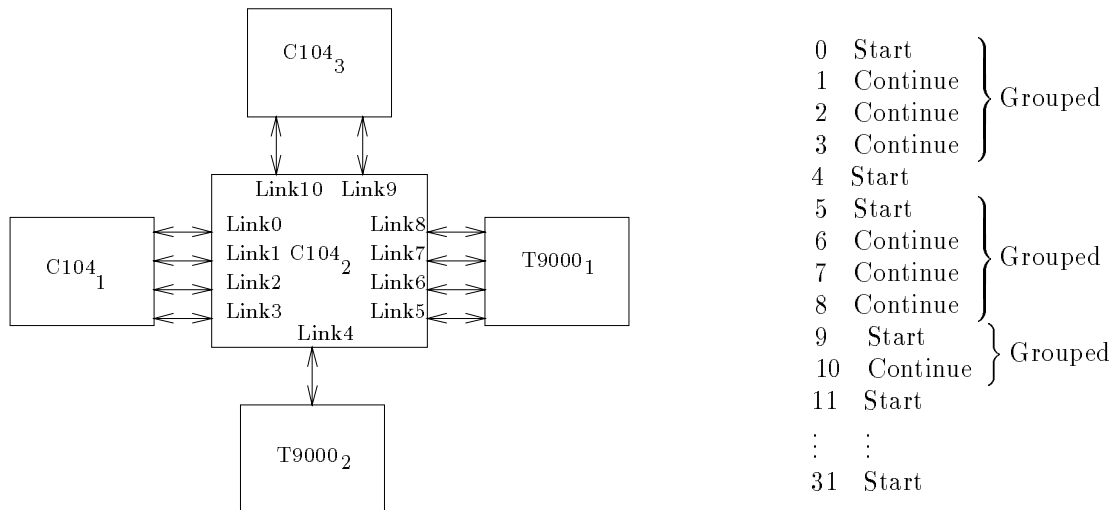 C104₃
Link10 Link9
Link0 Link8
Link1 C104₂ Link7
Link2 Link6
Link3 Link5
Link4
C104₁
T9000₁
T9000₂
0 Start
1 Continue
2 Continue
3 Continue
Grouped
4 Start
5 Start
6 Continue
7 Continue
8 Continue
Grouped
9 Start
10 Continue
Grouped
11 Start
⋮ ⋮
31 Start